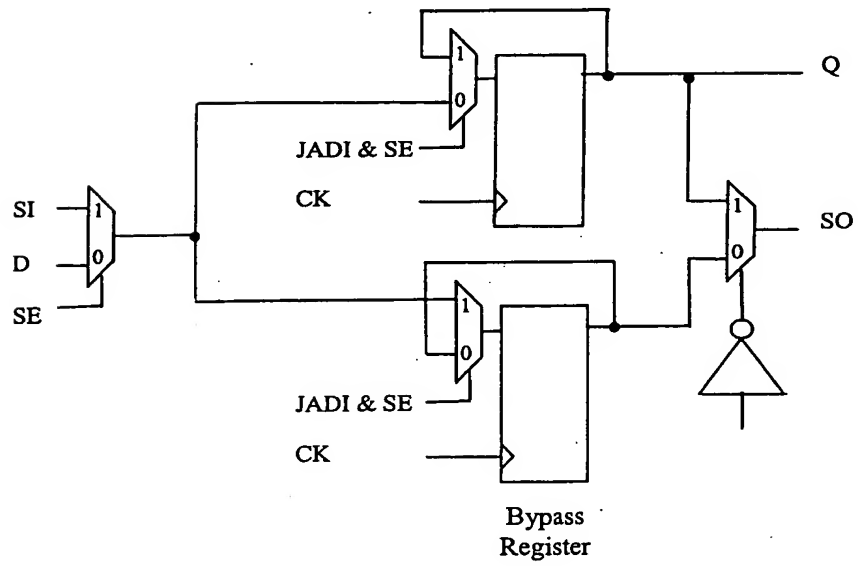 1
Q
0
JADI & SE
CK
SI
1
1
SO
D
0
0
SE
1
0
JADI & SE
CK
Bypass
Register